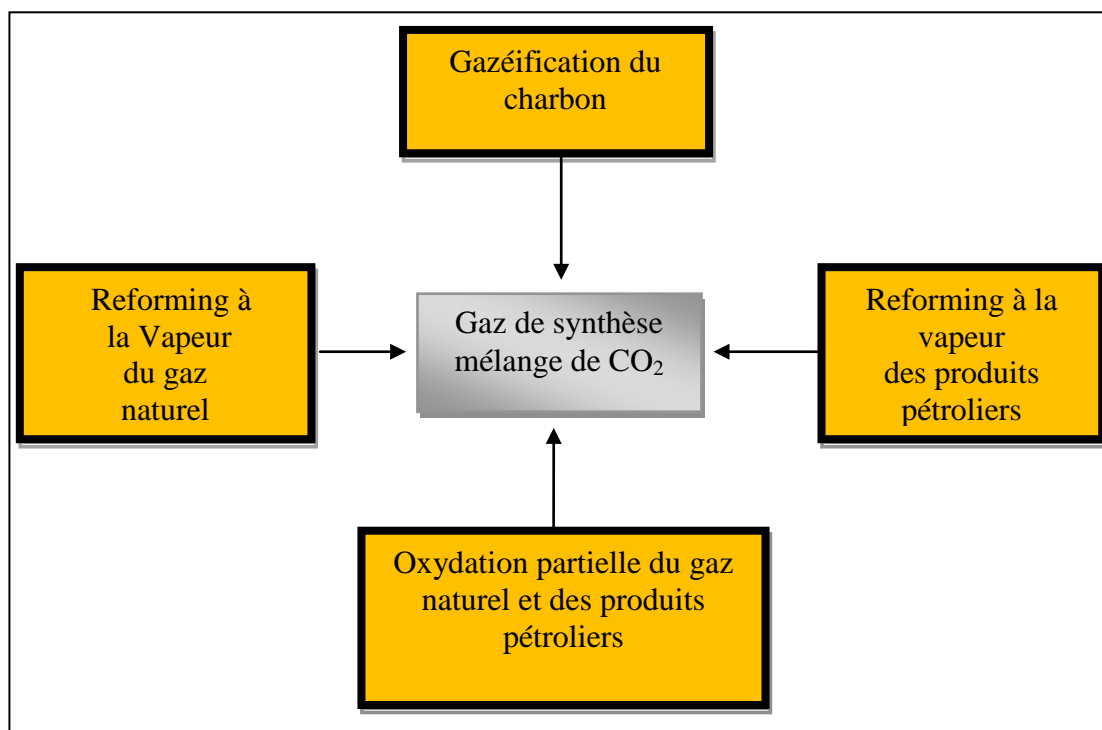 Gazéification du
charbon
Reforming à
la Vapeur
du gaz
naturel
Gaz de synthèse
mélange de CO₂
Reforming à la
vapeur
des produits
pétroliers
Oxydation partielle du gaz
naturel et des produits
pétroliers